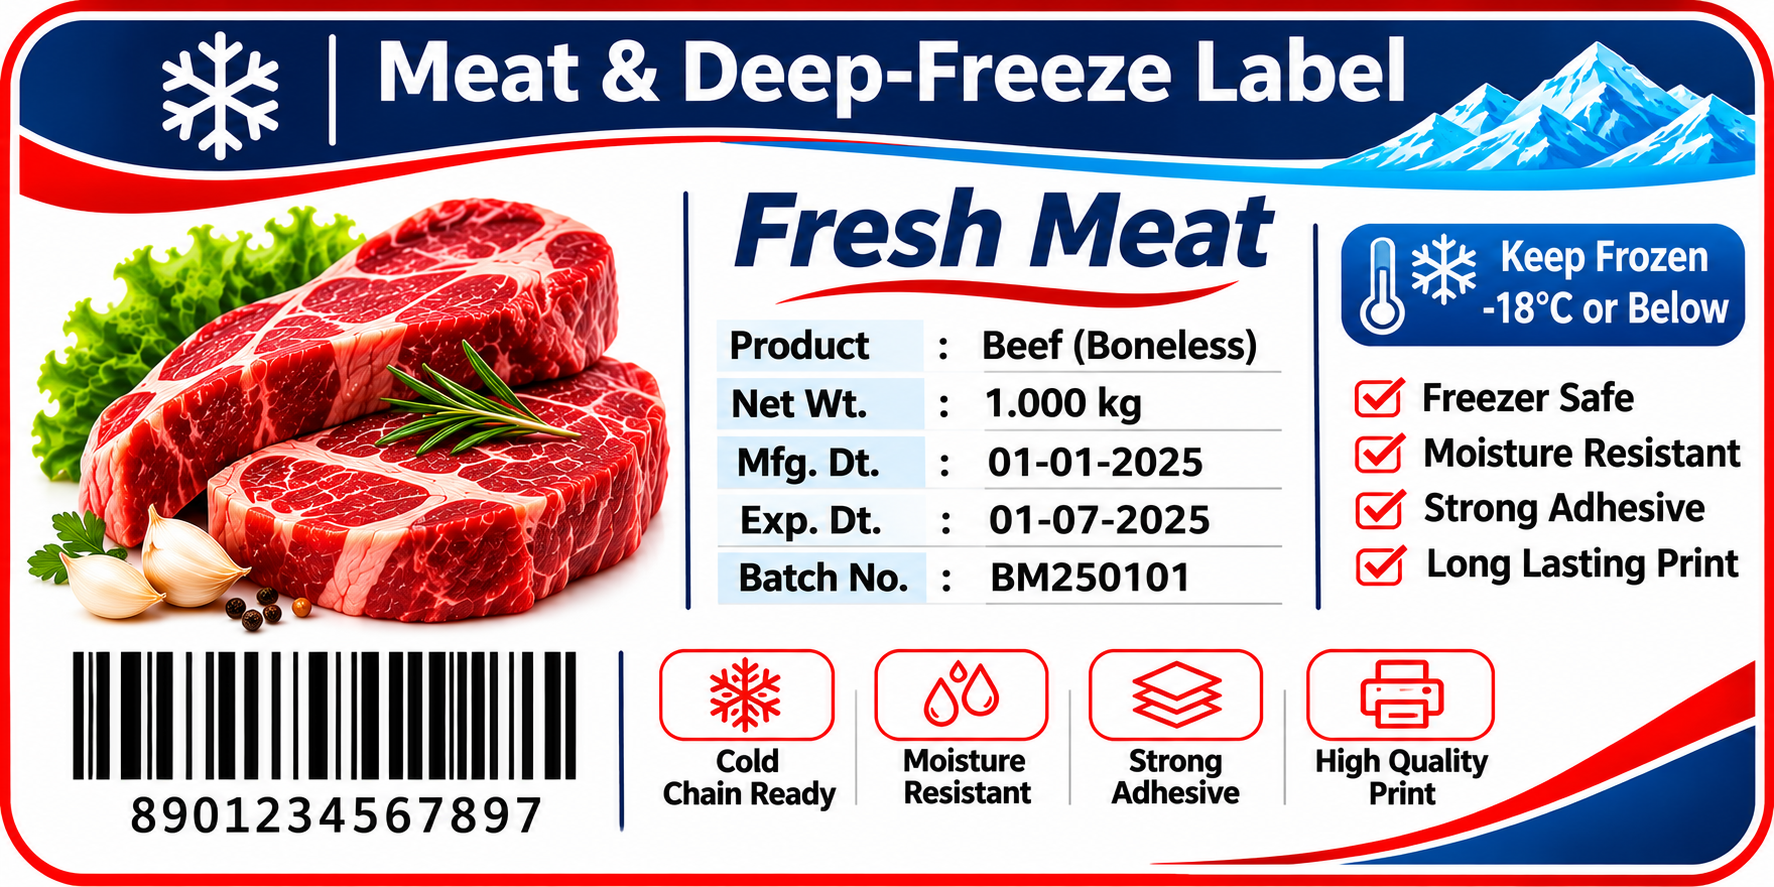 Meat & Deep-Freeze Label
Fresh Meat
Product : Beef (Boneless)
Net Wt. : 1.000 kg
Mfg. Dt. : 01-01-2025
Exp. Dt. : 01-07-2025
Batch No. : BM250101
Keep Frozen
-18°C or Below
Freezer Safe
Moisture Resistant
Strong Adhesive
Long Lasting Print
8901234567897
Cold
Chain Ready
Moisture
Resistant
Strong
Adhesive
High Quality
Print